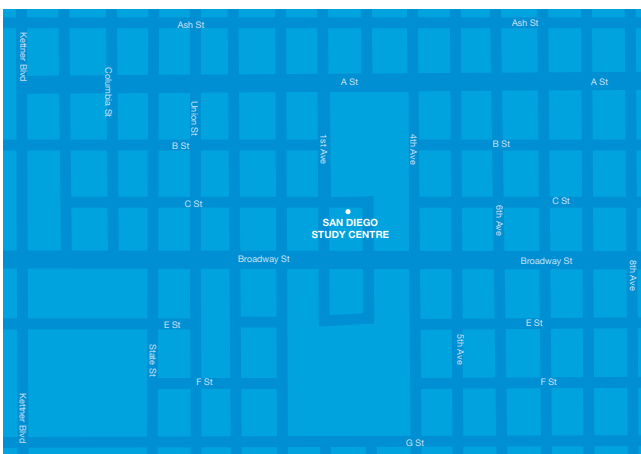 Ash St
Ash St
Kettner Blvd
Columbia St
A St
A St
Union St
1st Ave
4th Ave
B St
B St
C St
C St
6th Ave
SAN DIEGO
STUDY CENTRE
Broadway St
Broadway St
8th Ave
E St
E St
State St
5th Ave
F St
F St
Kettner Blvd
G St